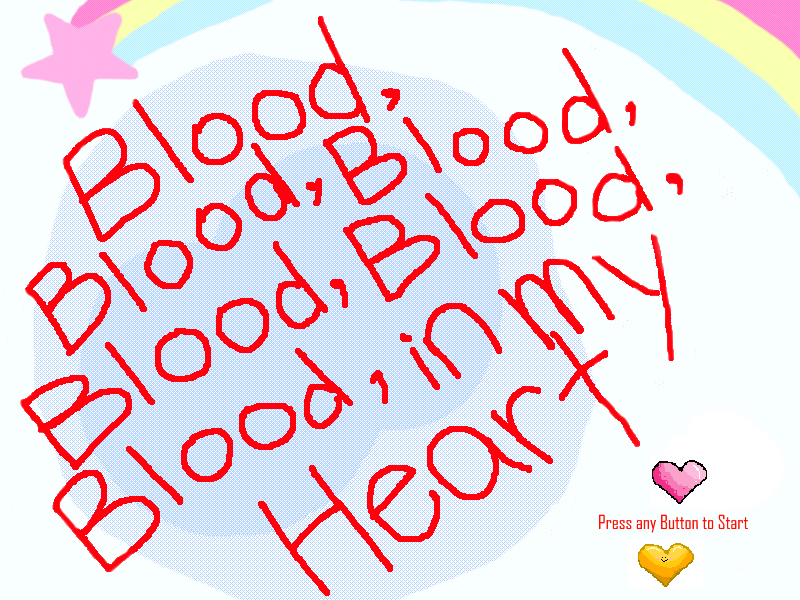 Blood,
Blood, Blood,
Blood, Blood,
Blood, in my
Heart
Press any Button to Start